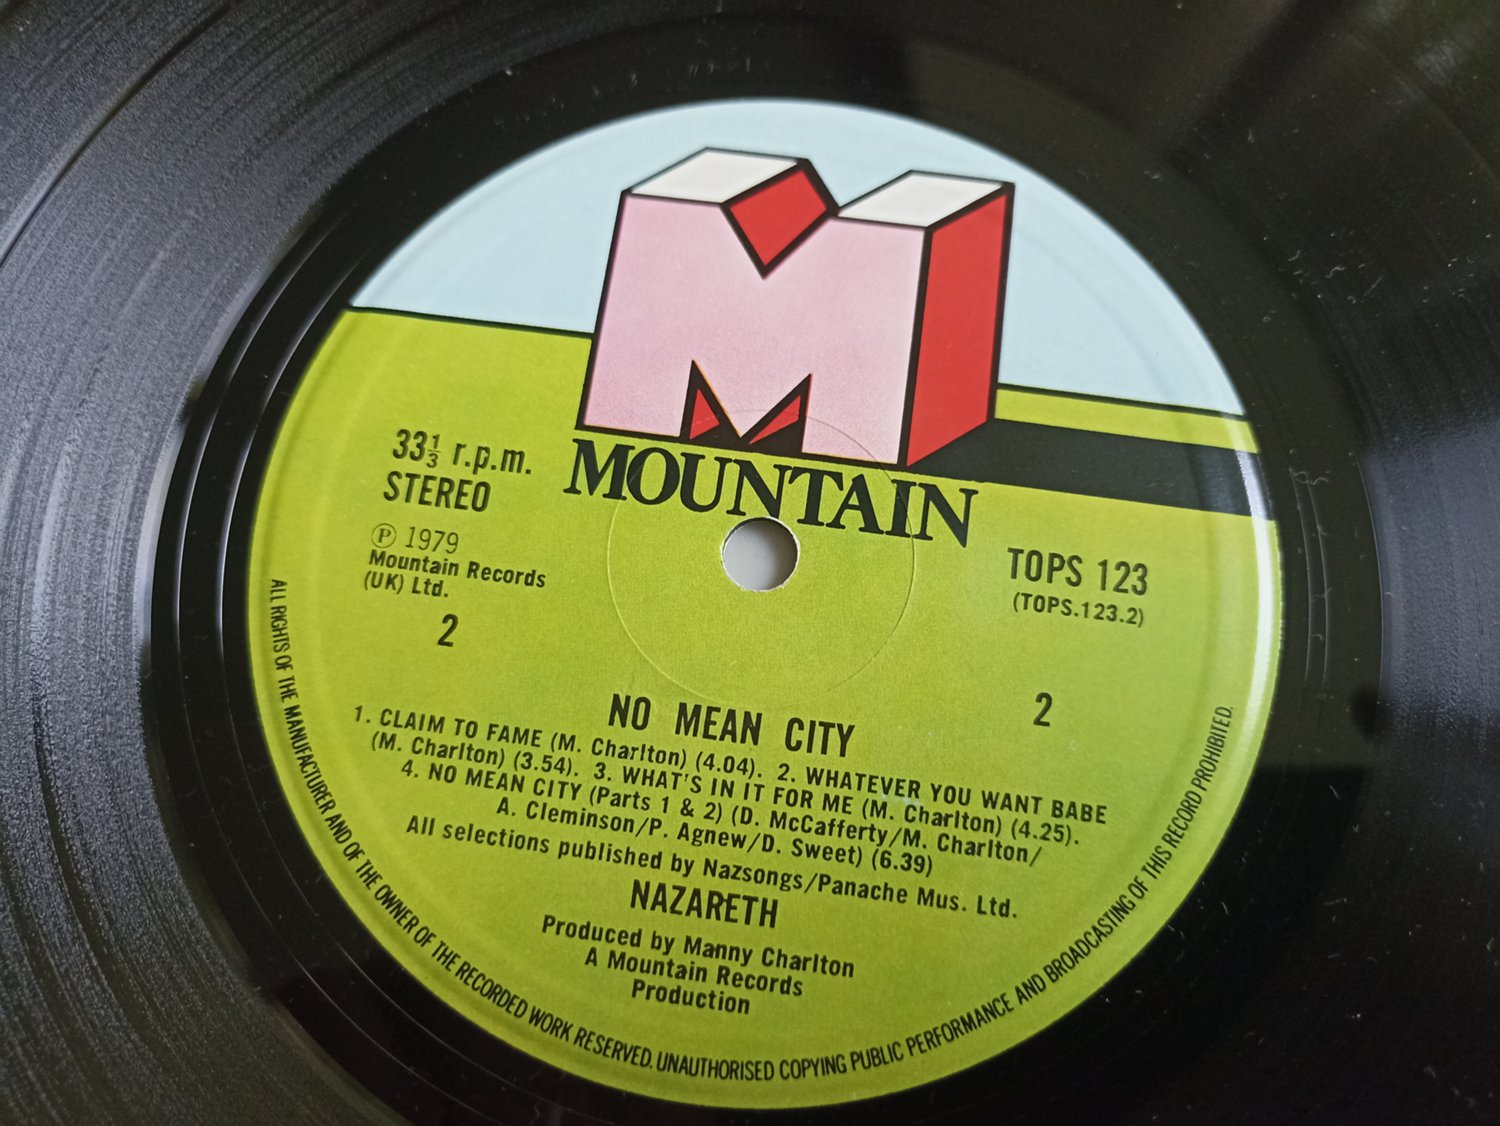 MOUNTAIN
33⅓ r.p.m.
STEREO
Ⓟ 1979
Mountain Records
(UK) Ltd.
2
TOPS 123
(TOPS.123.2)
2
NO MEAN CITY
1. CLAIM TO FAME (M. Charlton) (4.04). 2. WHATEVER YOU WANT BABE
(M. Charlton) (3.54). 3. WHAT'S IN IT FOR ME (M. Charlton) (4.25).
4. NO MEAN CITY (Parts 1 & 2) (D. McCafferty/M. Charlton/
A. Cleminson/P. Agnew/D. Sweet) (6.39)
All selections published by Nazsongs/Panache Mus. Ltd.
NAZARETH
Produced by Manny Charlton
A Mountain Records
Production
ALL RIGHTS OF THE MANUFACTURER AND OF THE OWNER OF THE RECORDED WORK RESERVED. UNAUTHORISED COPYING PUBLIC PERFORMANCE AND BROADCASTING OF THIS RECORD PROHIBITED.